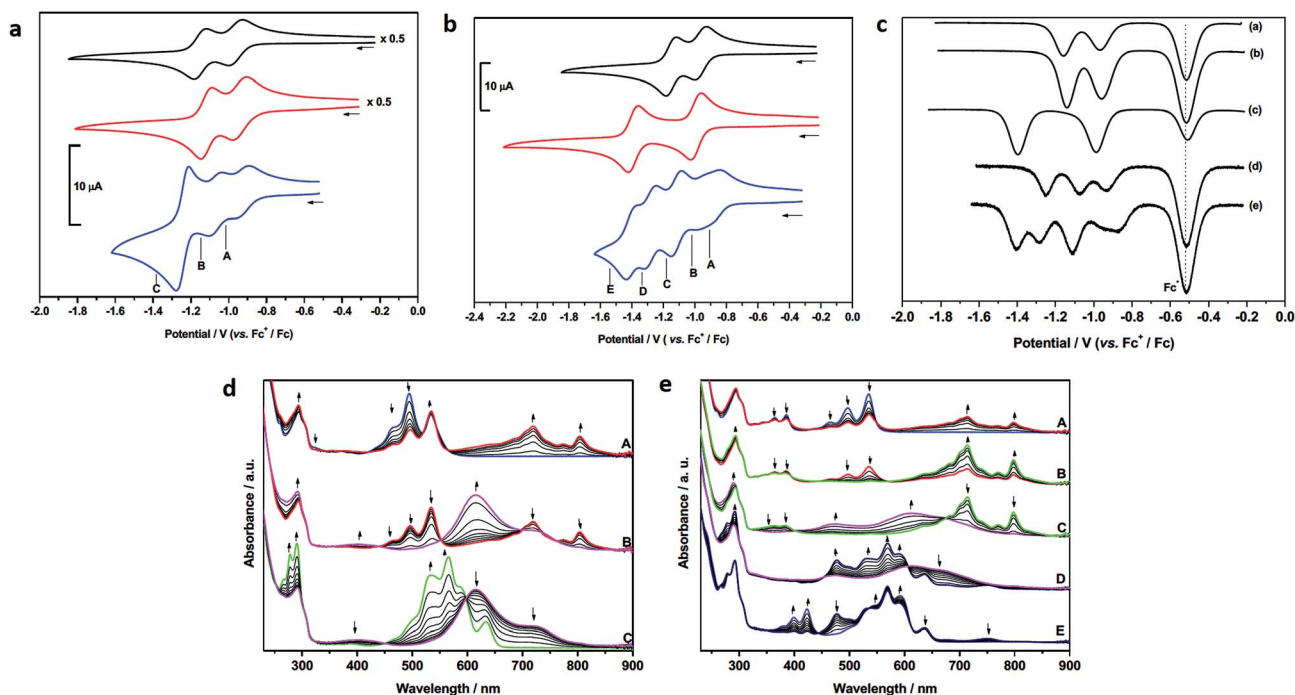 a
x 0.5
x 0.5
10 µA
A
B
C
-2.0 -1.8 -1.6 -1.4 -1.2 -1.0 -0.8 -0.6 -0.4 -0.2 0.0
Potential / V (vs. Fc+ / Fc)
b
10 µA
A
B
C
D
E
-2.4 -2.2 -2.0 -1.8 -1.6 -1.4 -1.2 -1.0 -0.8 -0.6 -0.4 -0.2 0.0
Potential / V ( vs. Fc+ / Fc)
c
(a)
(b)
(c)
(d)
(e)
Fc+
-2.0 -1.8 -1.6 -1.4 -1.2 -1.0 -0.8 -0.6 -0.4 -0.2 0.0
Potential / V (vs. Fc+ / Fc)
d
Absorbance / a.u.
A
B
C
300 400 500 600 700 800 900
Wavelength / nm
e
Absorbance / a.u.
A
B
C
D
E
300 400 500 600 700 800 900
Wavelength / nm